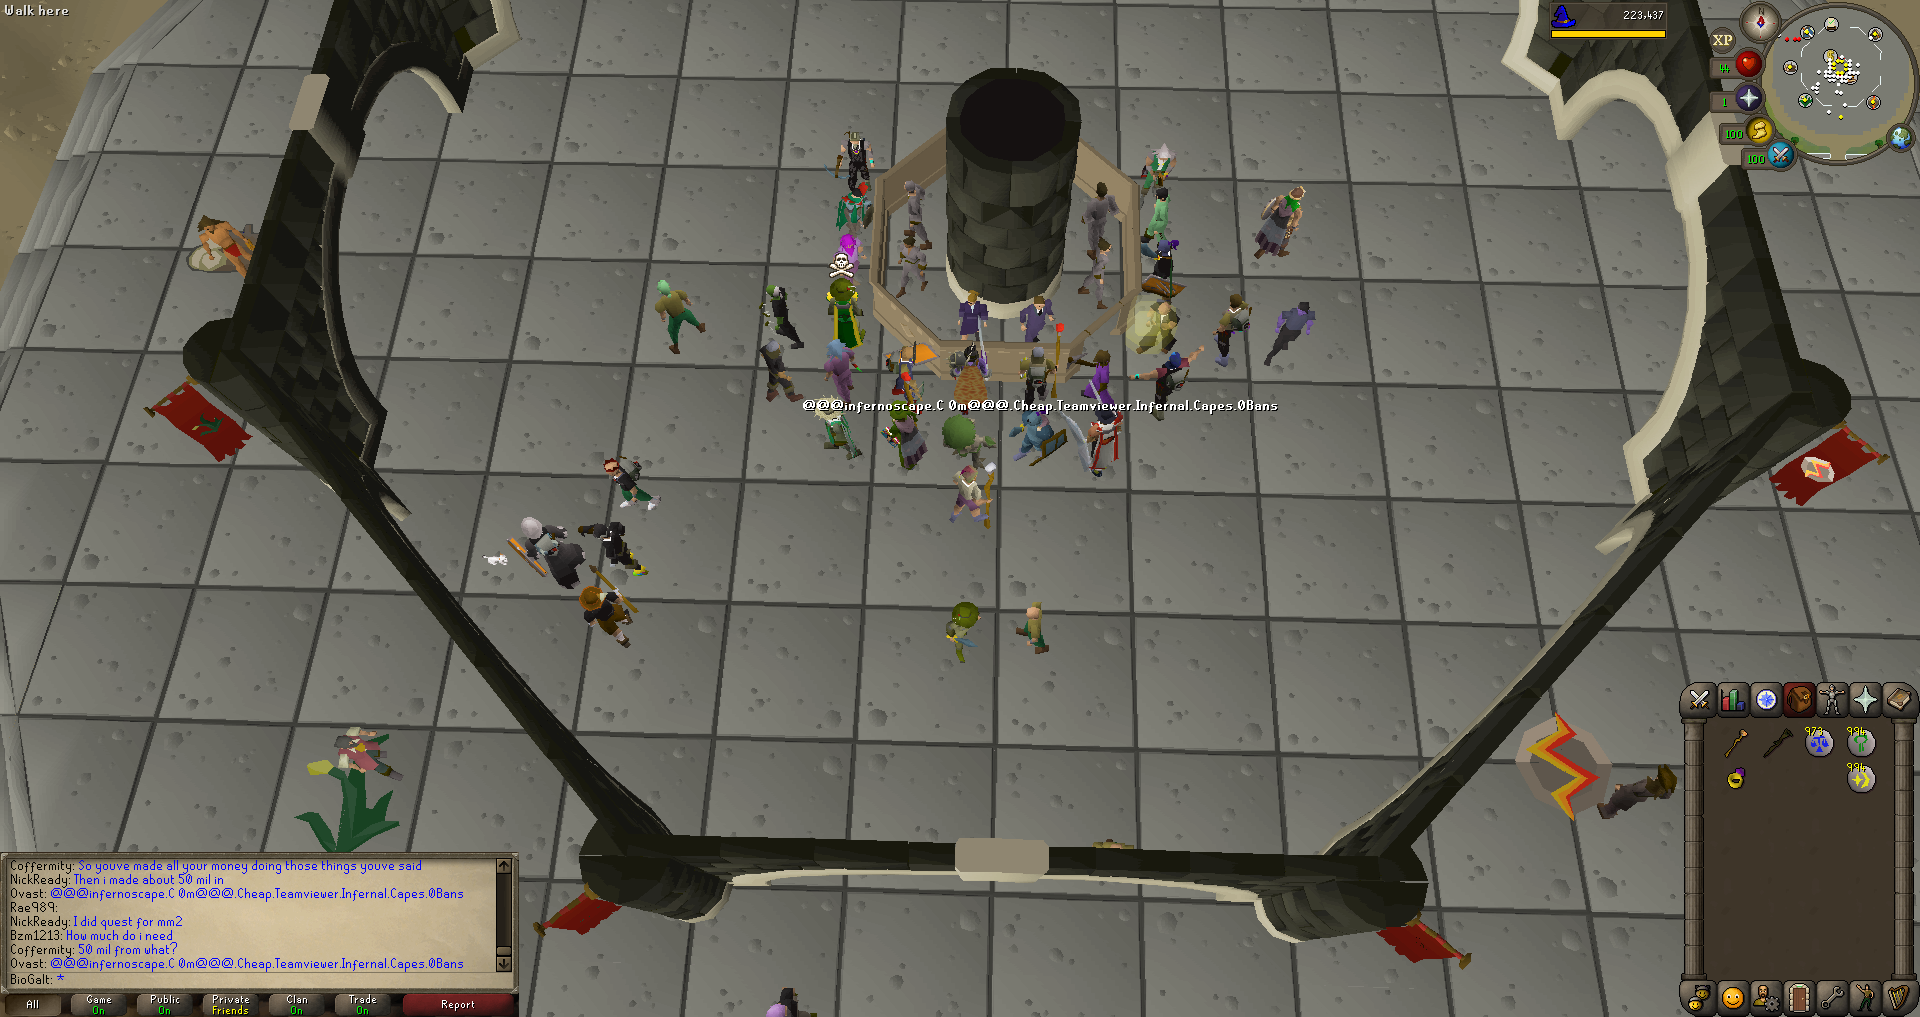 Walk here
223,437
XP
N
44
1
100
100
@@@infernoscape.C 0m@@@.Cheap.Teamviewer.Infernal.Capes.0Bans
973
994
994
Coffermity: So youve made all your money doing those things youve said
NickReady: Then i made about 50 mil in
Ovast: @@@infernoscape.C 0m@@@.Cheap.Teamviewer.Infernal.Capes.0Bans
Rae989:
NickReady: I did quest for mm2
Bzm1213: How much do i need
Coffermity: 50 mil from what?
Ovast: @@@infernoscape.C 0m@@@.Cheap.Teamviewer.Infernal.Capes.0Bans
BioGalt: *
All
Game
On
Public
On
Private
Friends
Clan
On
Trade
On
Report